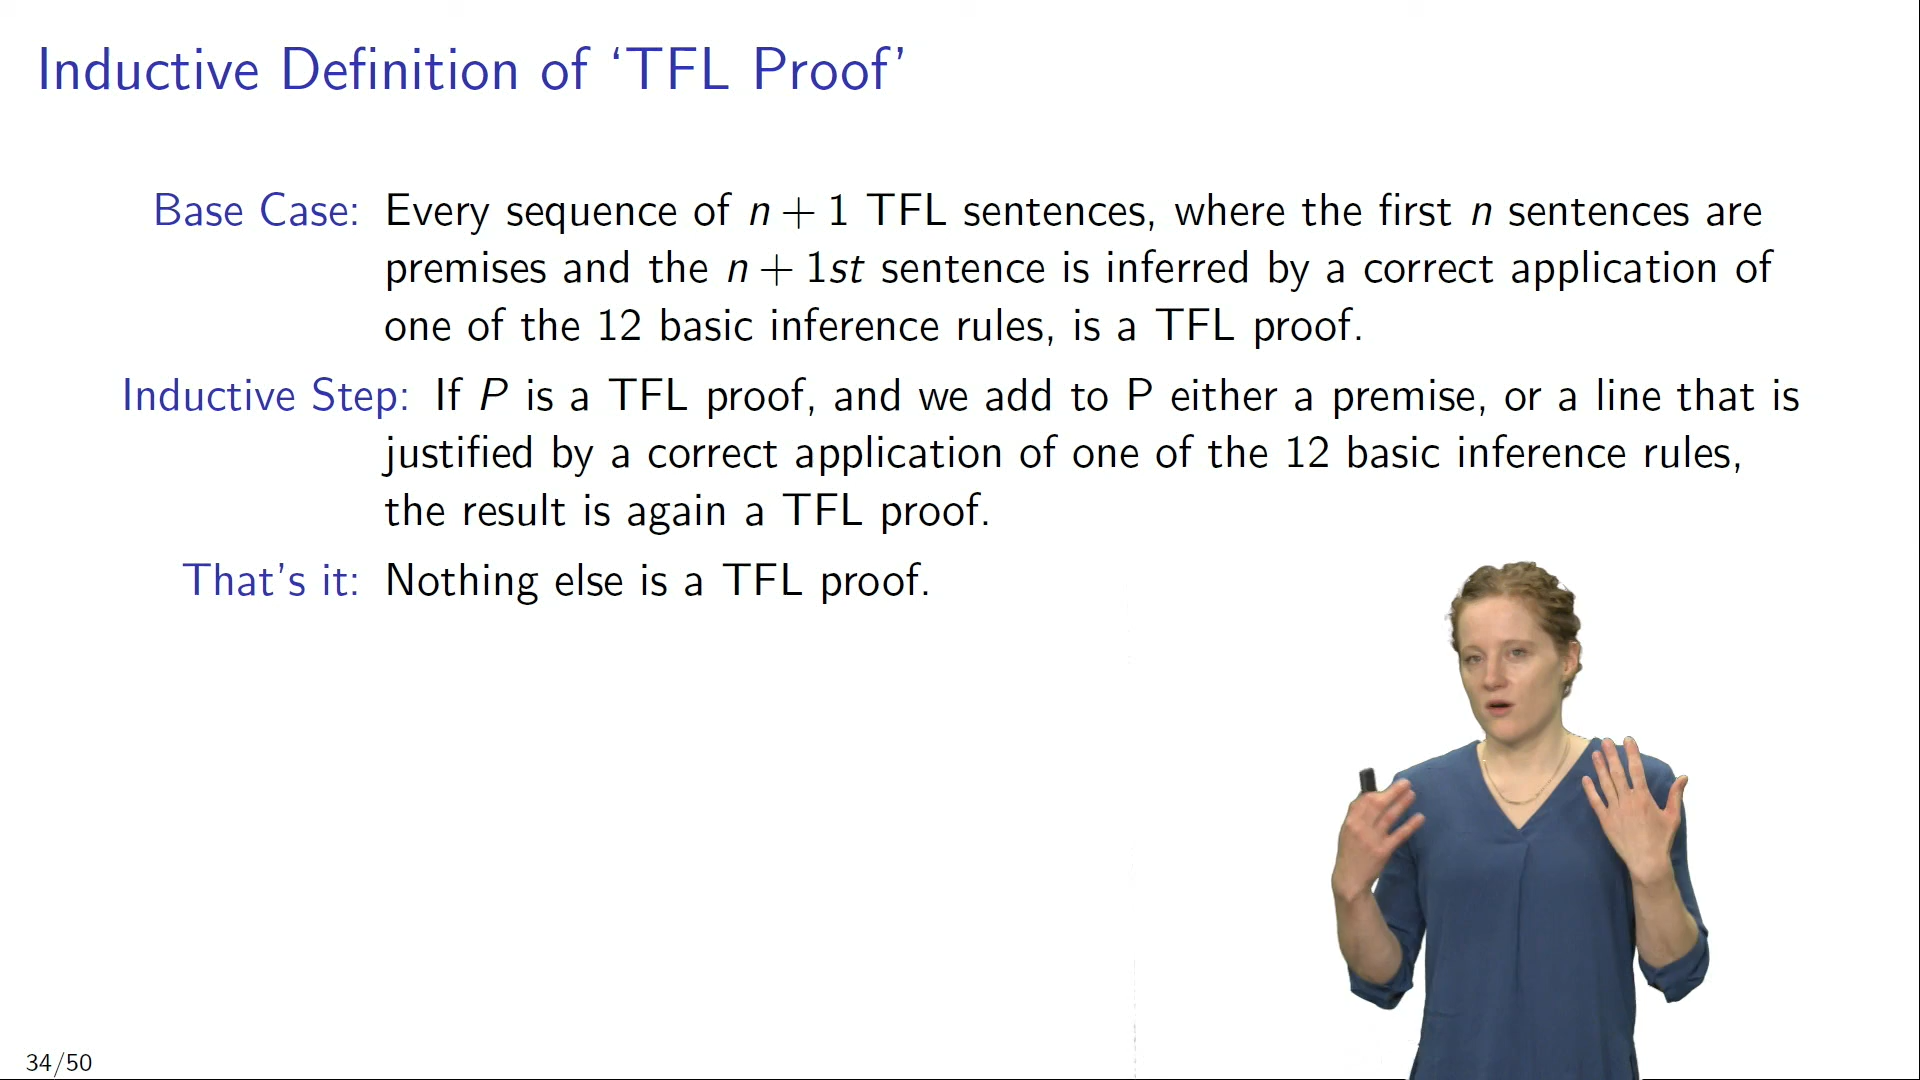 Inductive Definition of ‘TFL Proof’
Base Case: Every sequence of n + 1 TFL sentences, where the first n sentences are
premises and the n + 1st sentence is inferred by a correct application of
one of the 12 basic inference rules, is a TFL proof.
Inductive Step: If P is a TFL proof, and we add to P either a premise, or a line that is
justified by a correct application of one of the 12 basic inference rules,
the result is again a TFL proof.
That’s it: Nothing else is a TFL proof.
34/50